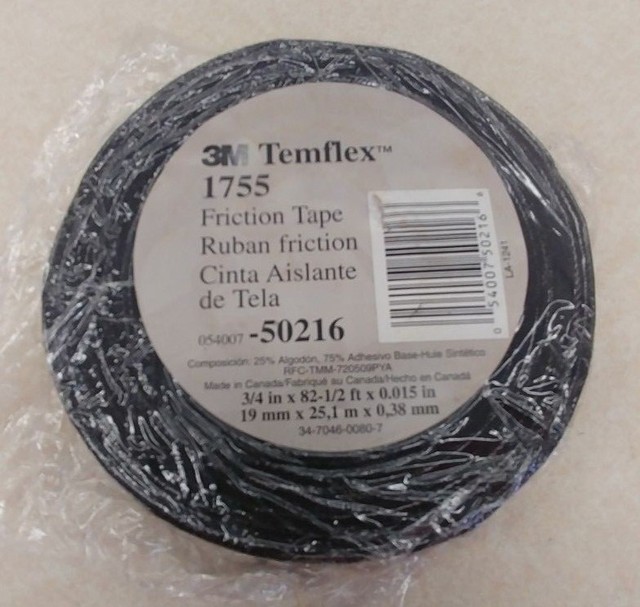 3M Temflex™
1755
Friction Tape
Ruban friction
Cinta Aislante
de Tela
054007 -50216
Composición: 25% Algodón, 75% Adhesivo Base-Hule Sintético
RFC-TMM-720509PYA
Made in Canada/Fabriqué au Canada/Hecho en Canadá
3/4 in x 82-1/2 ft x 0.015 in
19 mm x 25,1 m x 0,38 mm
34-7046-0080-7
0 54007 50216 8
LA-1241